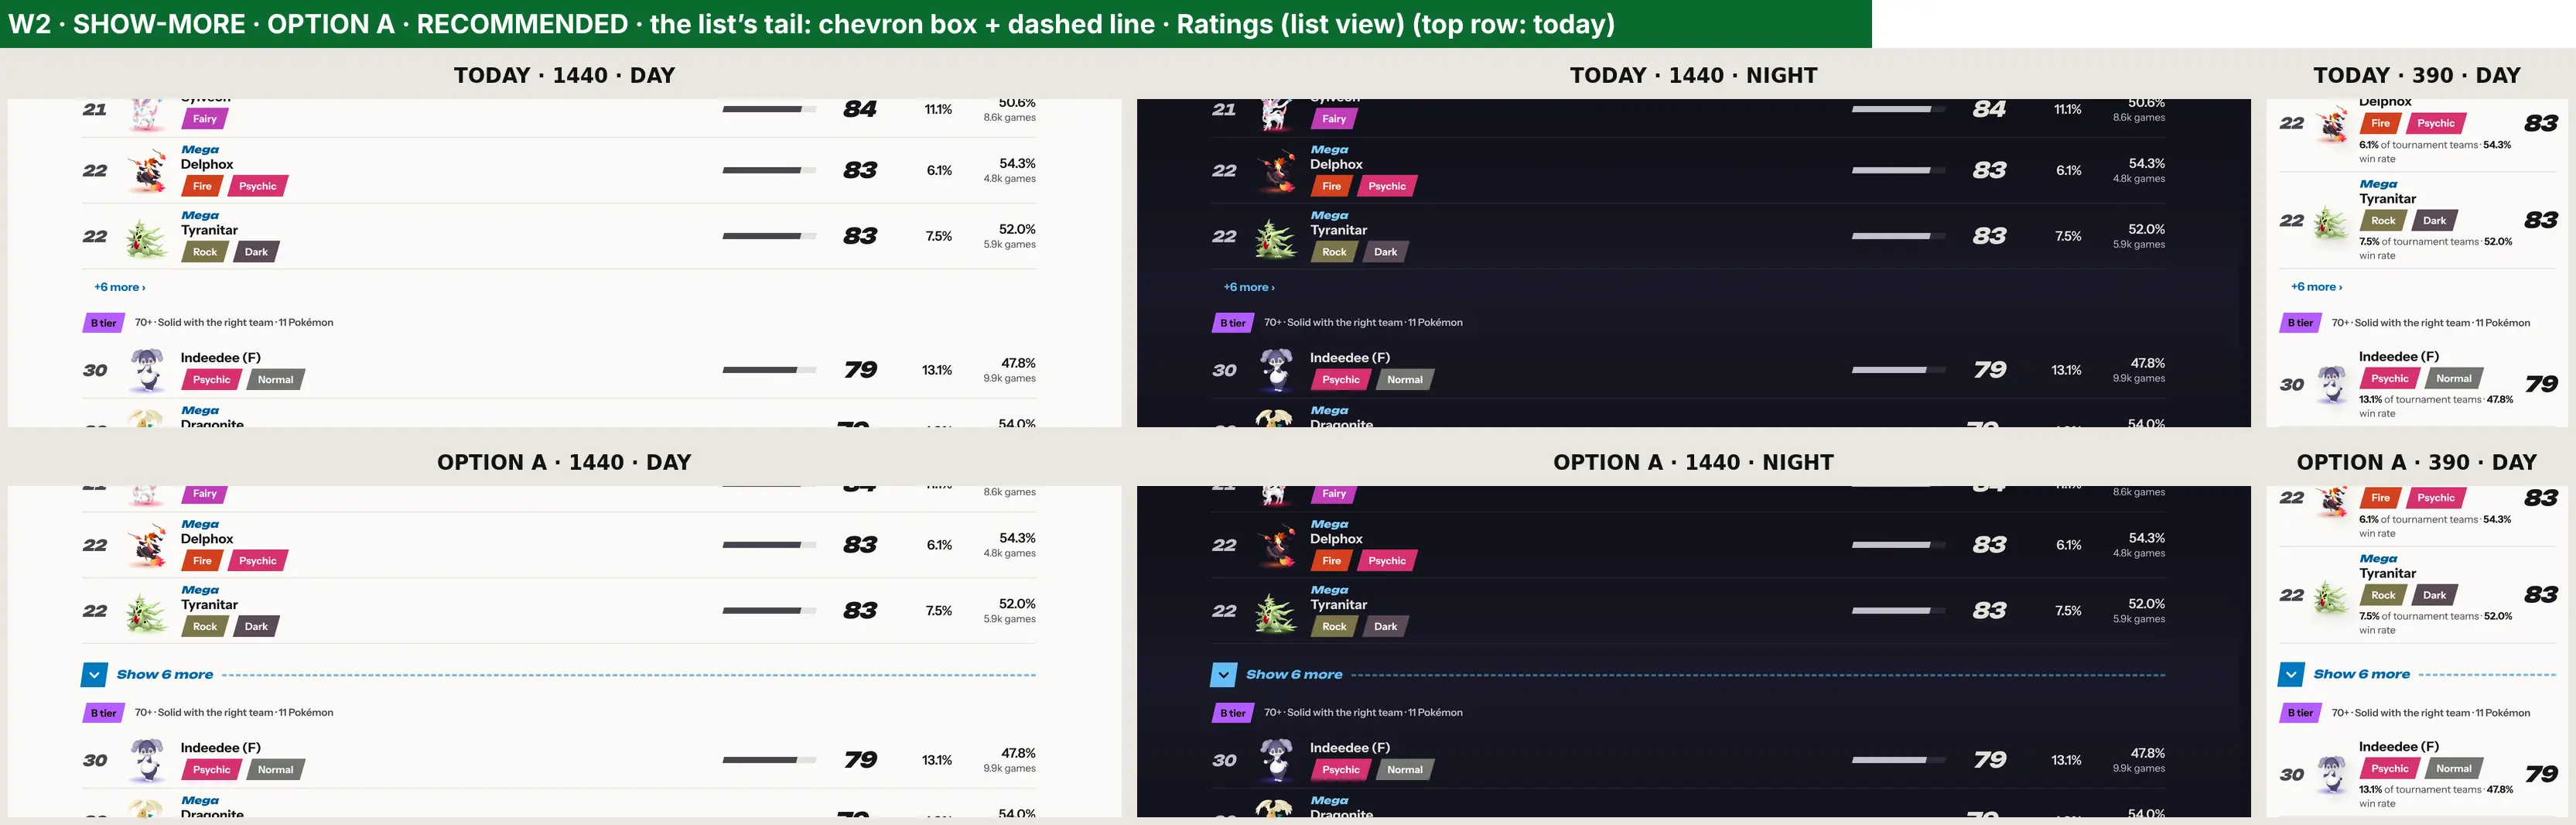 W2 · SHOW-MORE · OPTION A · RECOMMENDED · the list’s tail: chevron box + dashed line · Ratings (list view) (top row: today)
TODAY · 1440 · DAY
21 Sylveon 84 11.1% 50.6%
Fairy 8.6k games
Mega
22 Delphox 83 6.1% 54.3%
Fire Psychic 4.8k games
Mega
22 Tyranitar 83 7.5% 52.0%
Rock Dark 5.9k games
+6 more ›
B tier 70+ · Solid with the right team · 11 Pokémon
30 Indeedee (F) 79 13.1% 47.8%
Psychic Normal 9.9k games
Mega
Dragonite 54.0%
TODAY · 1440 · NIGHT
21 Sylveon 84 11.1% 50.6%
Fairy 8.6k games
Mega
22 Delphox 83 6.1% 54.3%
Fire Psychic 4.8k games
Mega
22 Tyranitar 83 7.5% 52.0%
Rock Dark 5.9k games
+6 more ›
B tier 70+ · Solid with the right team · 11 Pokémon
30 Indeedee (F) 79 13.1% 47.8%
Psychic Normal 9.9k games
Mega
Dragonite 54.0%
TODAY · 390 · DAY
Delphox
22 Fire Psychic 83
6.1% of tournament teams · 54.3%
win rate
Mega
Tyranitar
22 Rock Dark 83
7.5% of tournament teams · 52.0%
win rate
+6 more ›
B tier 70+ · Solid with the right team · 11 Pokémon
Indeedee (F)
30 Psychic Normal 79
13.1% of tournament teams · 47.8%
win rate
OPTION A · 1440 · DAY
Fairy 8.6k games
Mega
22 Delphox 83 6.1% 54.3%
Fire Psychic 4.8k games
Mega
22 Tyranitar 83 7.5% 52.0%
Rock Dark 5.9k games
Show 6 more
B tier 70+ · Solid with the right team · 11 Pokémon
30 Indeedee (F) 79 13.1% 47.8%
Psychic Normal 9.9k games
Mega
Dragonite 54.0%
OPTION A · 1440 · NIGHT
Fairy 8.6k games
Mega
22 Delphox 83 6.1% 54.3%
Fire Psychic 4.8k games
Mega
22 Tyranitar 83 7.5% 52.0%
Rock Dark 5.9k games
Show 6 more
B tier 70+ · Solid with the right team · 11 Pokémon
30 Indeedee (F) 79 13.1% 47.8%
Psychic Normal 9.9k games
Mega
Dragonite 54.0%
OPTION A · 390 · DAY
22 Fire Psychic 83
6.1% of tournament teams · 54.3%
win rate
Mega
Tyranitar
22 Rock Dark 83
7.5% of tournament teams · 52.0%
win rate
Show 6 more
B tier 70+ · Solid with the right team · 11 Pokémon
Indeedee (F)
30 Psychic Normal 79
13.1% of tournament teams · 47.8%
win rate